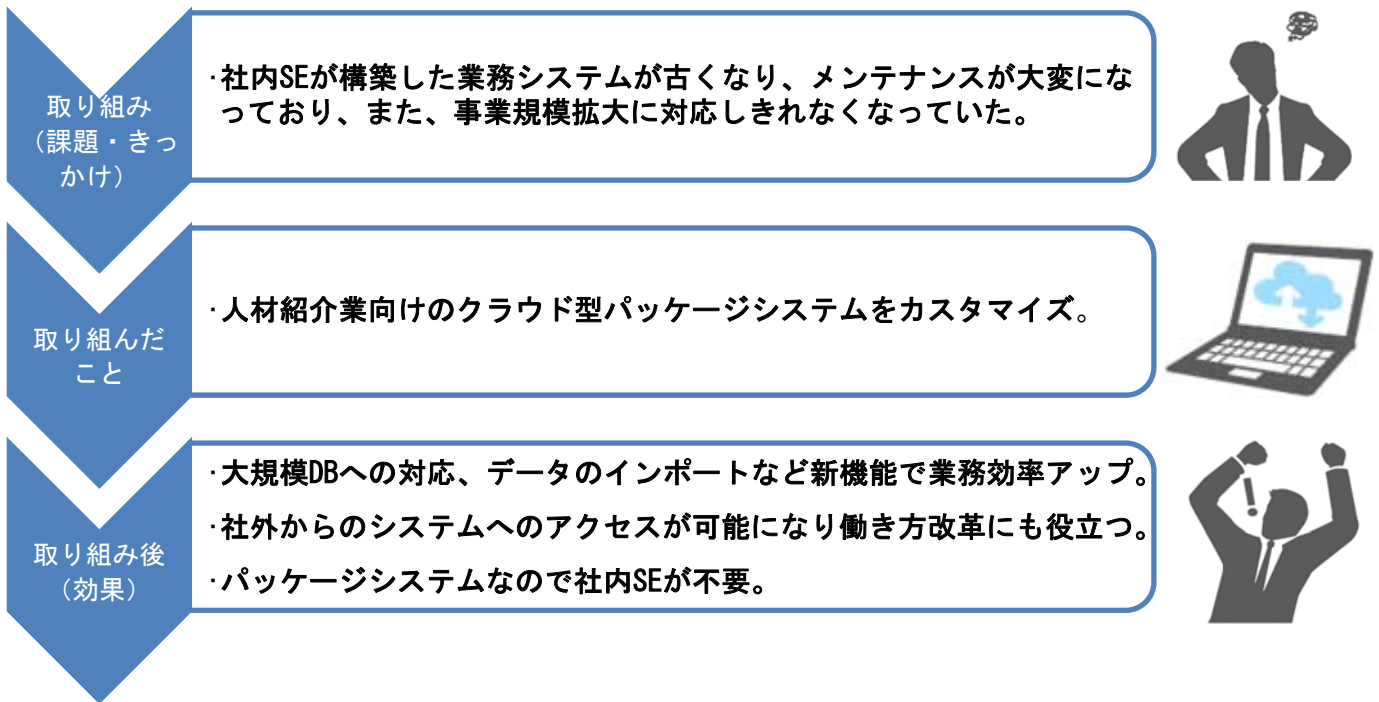 取り組み
（課題・きっ
かけ）
・社内SEが構築した業務システムが古くなり、メンテナンスが大変にな
っており、また、事業規模拡大に対応しきれなくなっていた。
取り組んだ
こと
・人材紹介業向けのクラウド型パッケージシステムをカスタマイズ。
取り組み後
（効果）
・大規模DBへの対応、データのインポートなど新機能で業務効率アップ。
・社外からのシステムへのアクセスが可能になり働き方改革にも役立つ。
・パッケージシステムなので社内SEが不要。